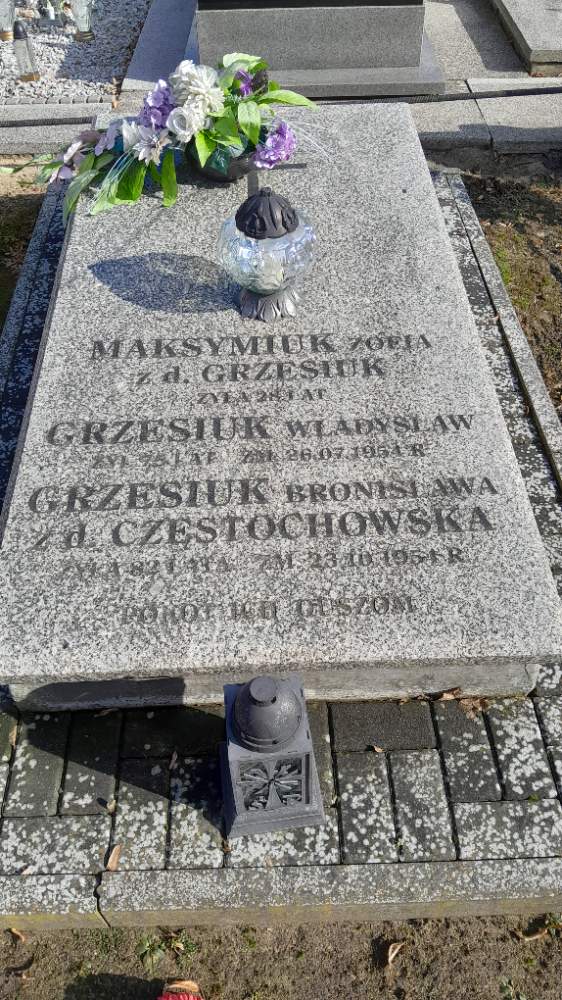 MAKSYMIUK ZOFIA
z d. GRZESIUK
ŻYŁA 28 LAT
GRZESIUK WŁADYSŁAW
ŻYŁ 75 LAT ZM. 26.07.1954 R
GRZESIUK BRONISŁAWA
z d. CZĘSTOCHOWSKA
ŻYŁA 82 LATA ZM. 23.10.1954 R
POKÓJ ICH DUSZOM